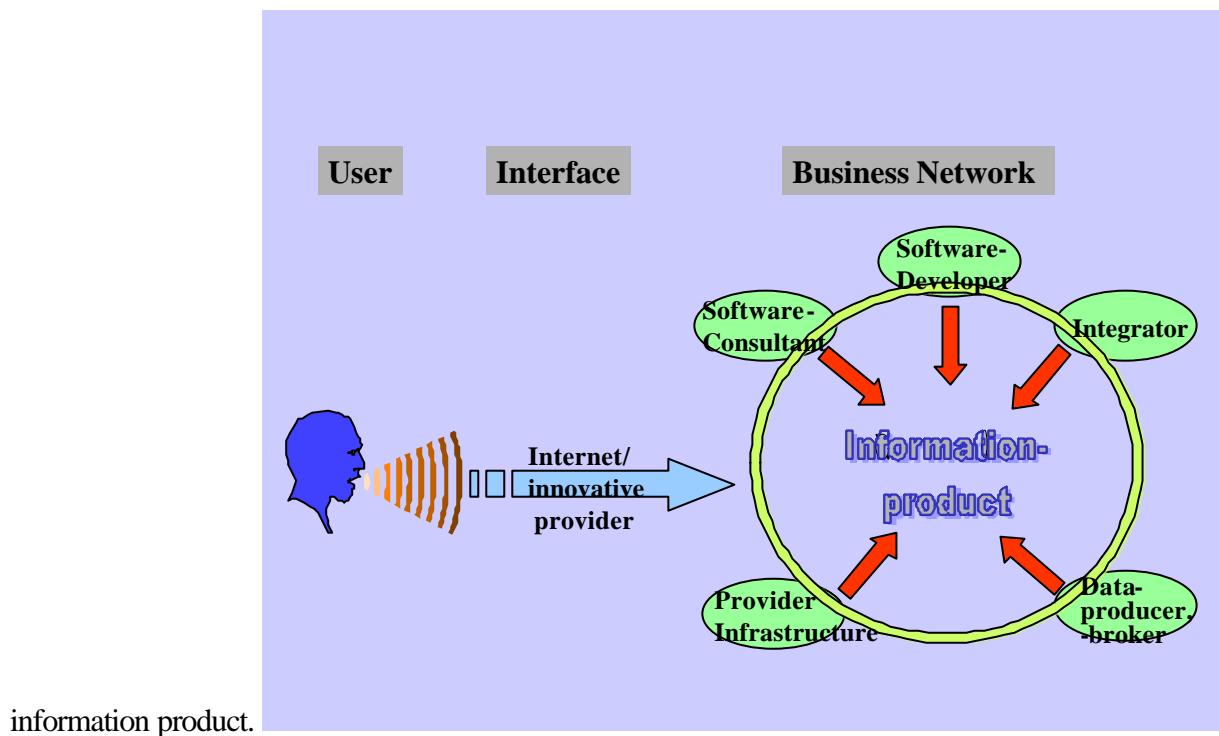 User
Interface
Business Network
Software-
Developer
Software-
Consultant
Integrator
Internet/
innovative
provider
Information-
product
Provider
Infrastructure
Data-
producer,
-broker
information product.